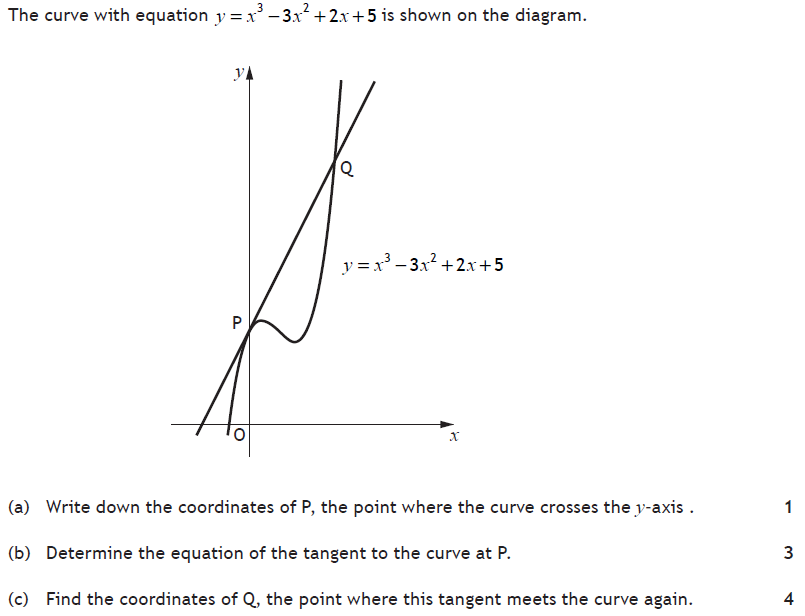 The curve with equation y = x³ – 3x² + 2x + 5 is shown on the diagram.
y
Q
y = x³ – 3x² + 2x + 5
P
O
x
(a) Write down the coordinates of P, the point where the curve crosses the y-axis . 1
(b) Determine the equation of the tangent to the curve at P. 3
(c) Find the coordinates of Q, the point where this tangent meets the curve again. 4